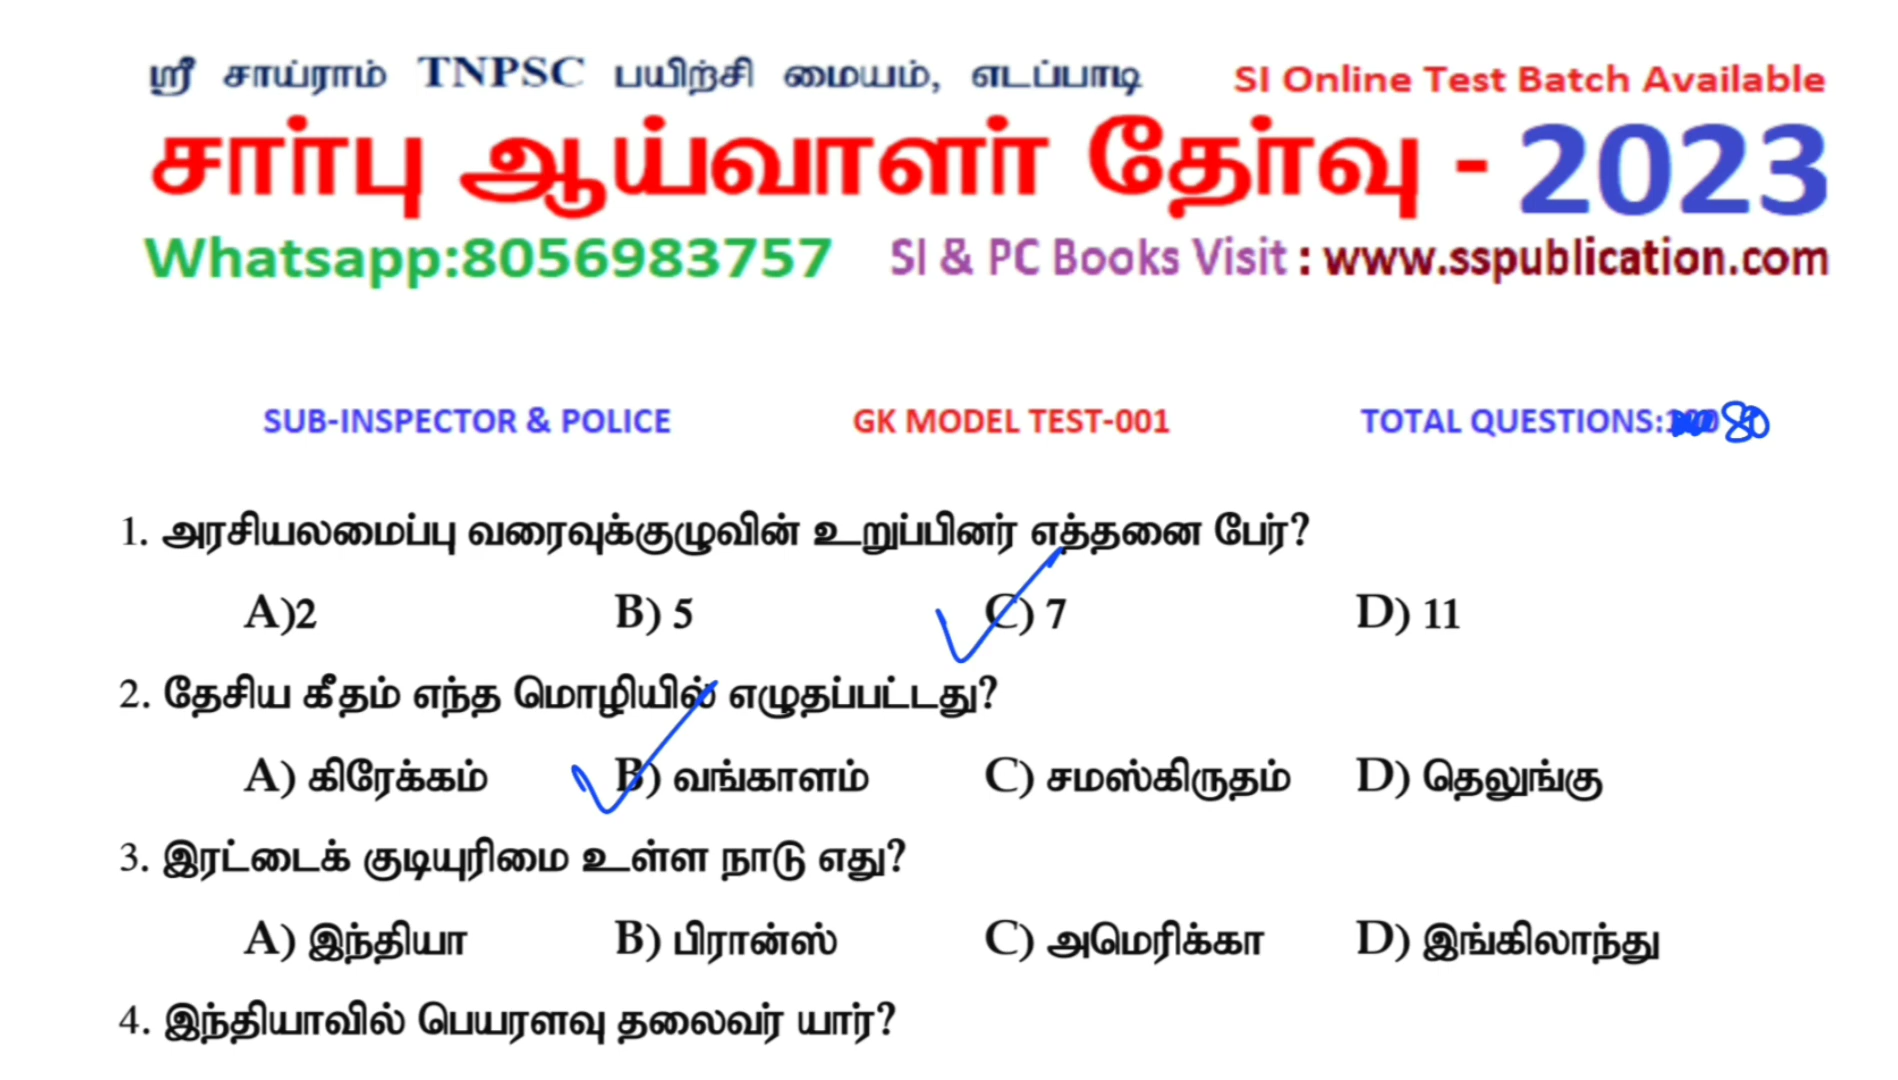 ஸ்ரீ சாய்ராம் TNPSC பயிற்சி மையம், எடப்பாடி SI Online Test Batch Available
சார்பு ஆய்வாளர் தேர்வு - 2023
Whatsapp:8056983757 SI & PC Books Visit : www.sspublication.com
SUB-INSPECTOR & POLICE GK MODEL TEST-001 TOTAL QUESTIONS: 80
1. அரசியலமைப்பு வரைவுக்குழுவின் உறுப்பினர் எத்தனை பேர்?
A)2 B) 5 C) 7 D) 11
2. தேசிய கீதம் எந்த மொழியில் எழுதப்பட்டது?
A) கிரேக்கம் B) வங்காளம் C) சமஸ்கிருதம் D) தெலுங்கு
3. இரட்டைக் குடியுரிமை உள்ள நாடு எது?
A) இந்தியா B) பிரான்ஸ் C) அமெரிக்கா D) இங்கிலாந்து
4. இந்தியாவில் பெயரளவு தலைவர் யார்?